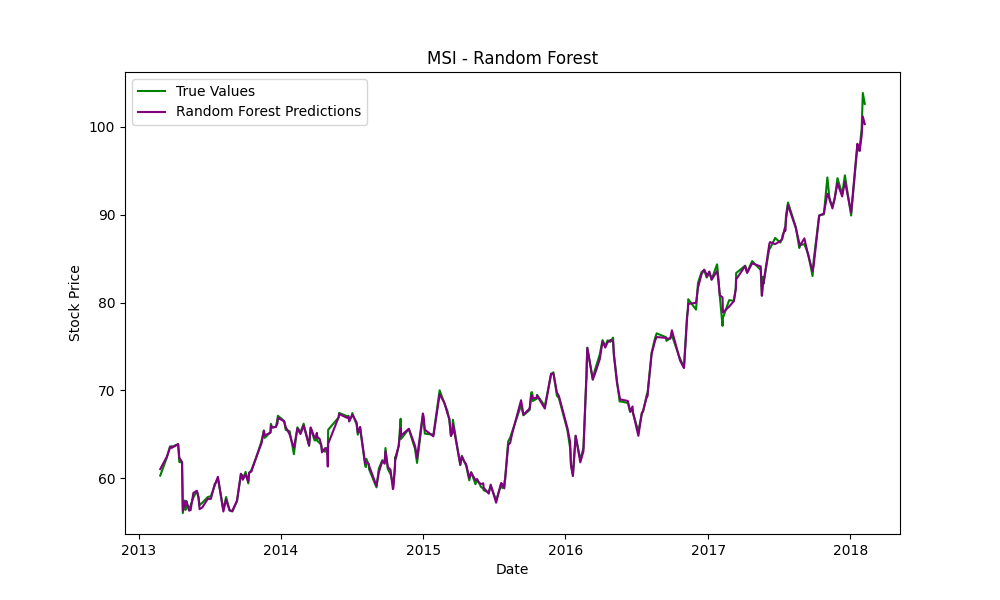 MSI - Random Forest
True Values
Random Forest Predictions
Stock Price
100
90
80
70
60
2013
2014
2015
2016
2017
2018
Date